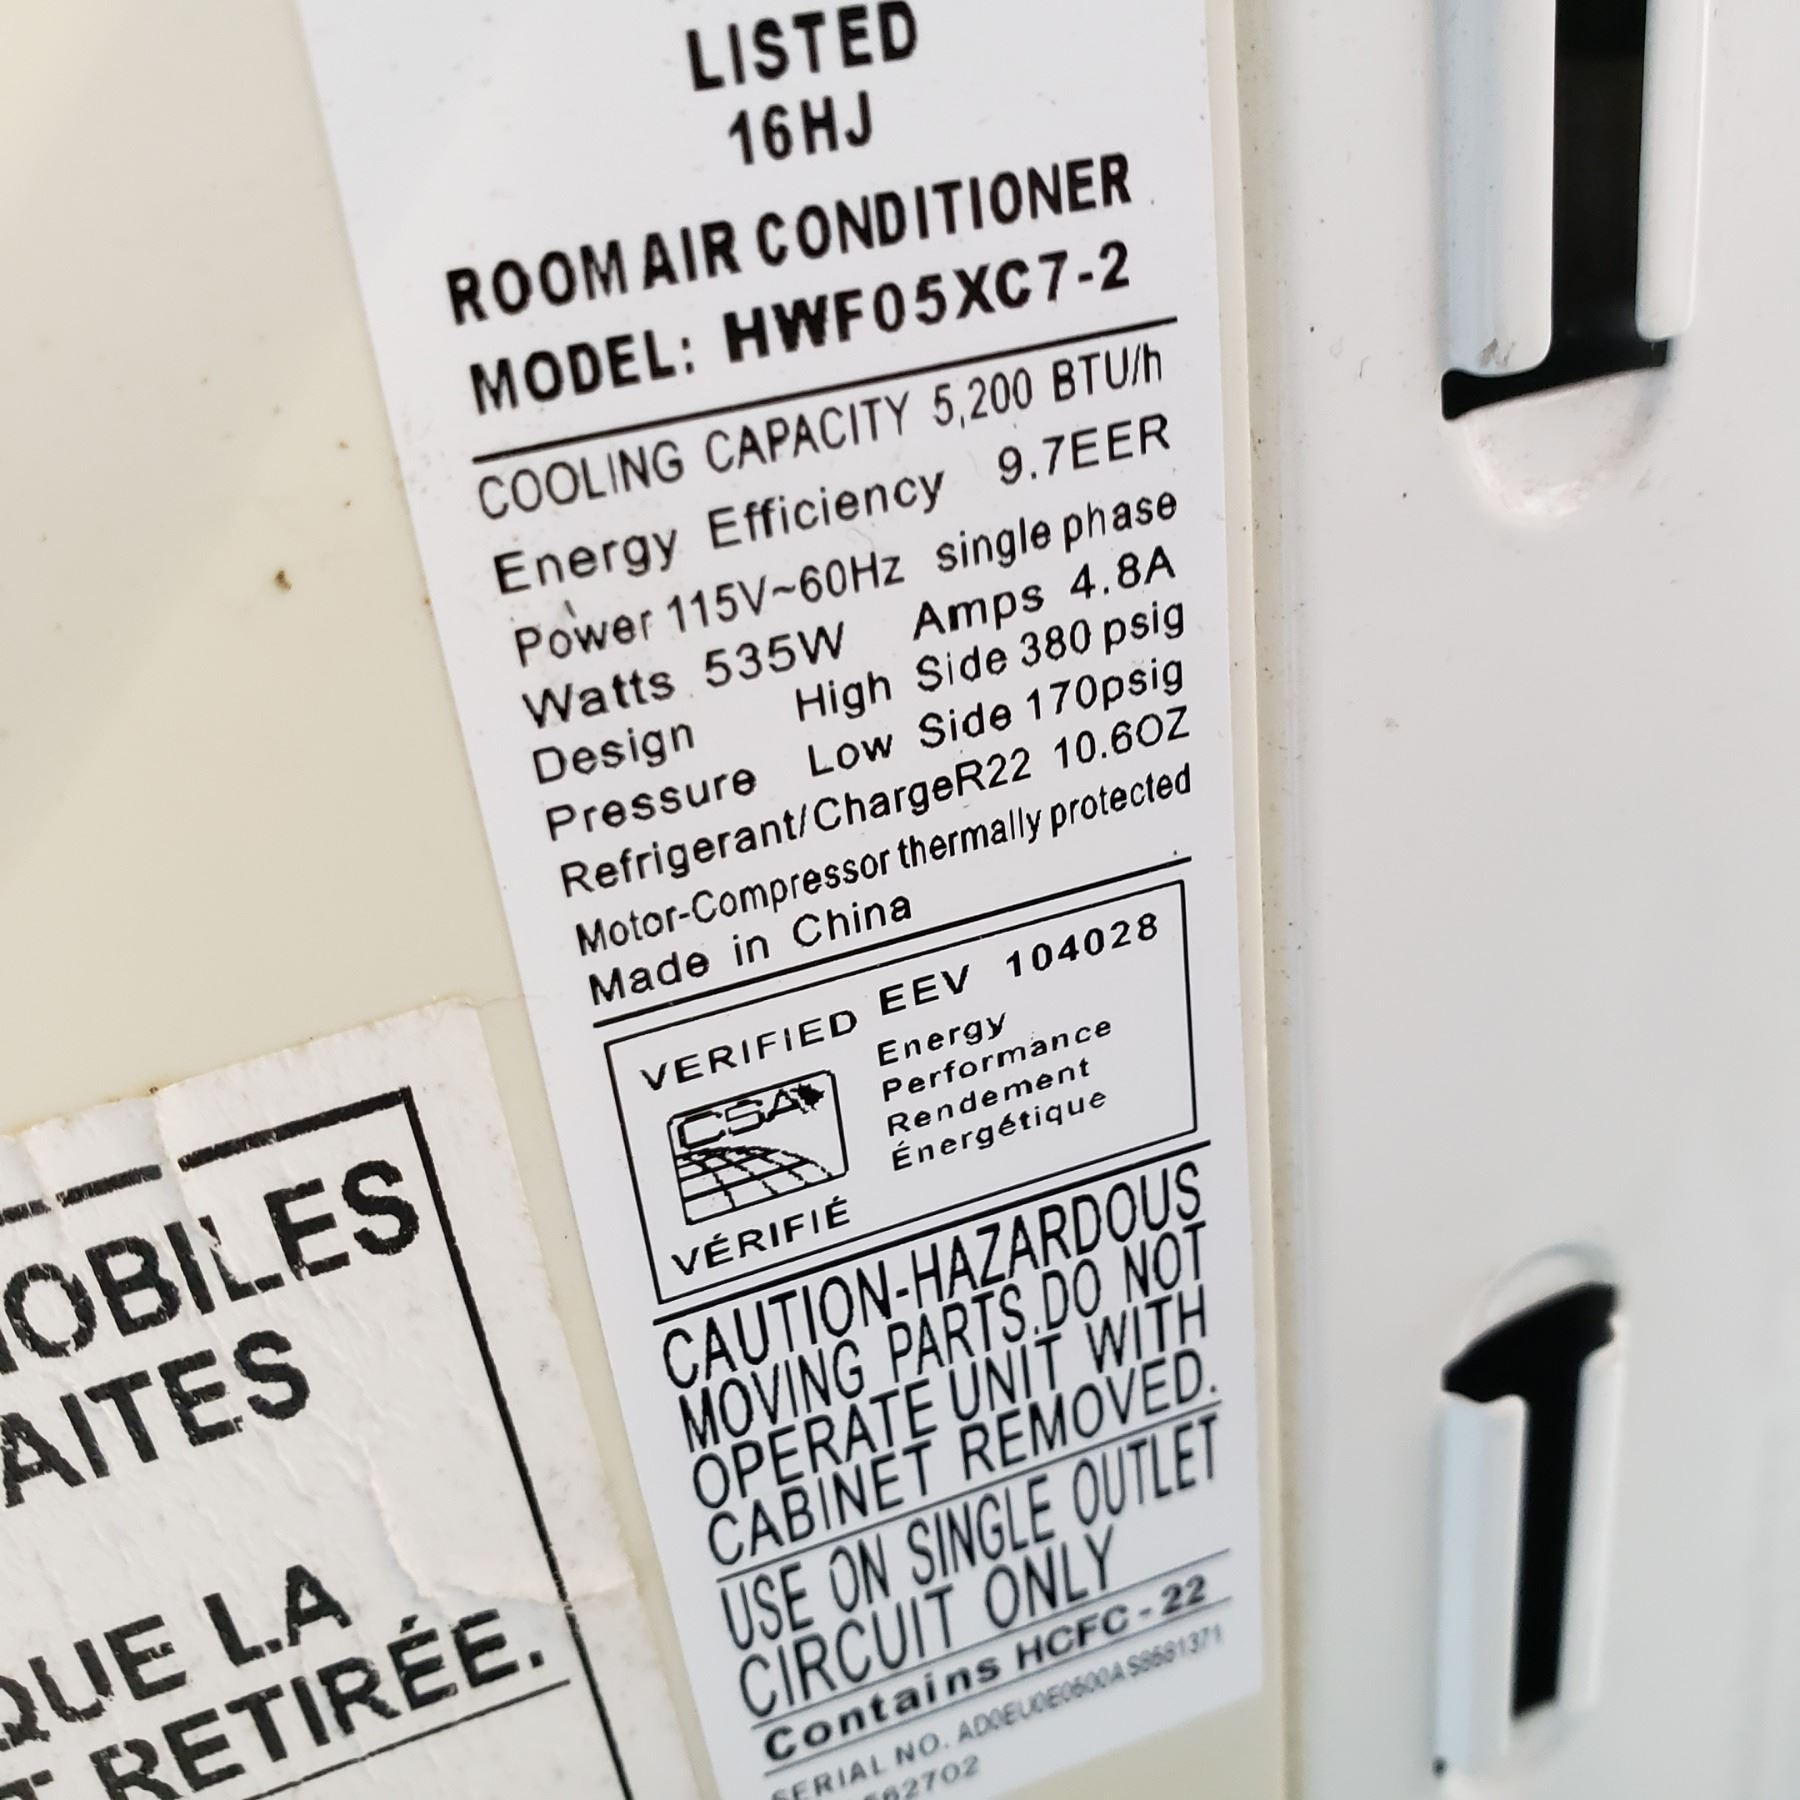 LISTED
16HJ
ROOM AIR CONDITIONER
MODEL: HWF05XC7-2
COOLING CAPACITY 5,200 BTU/h
Energy Efficiency 9.7EER
Power 115V~60Hz single phase
Watts 535W Amps 4.8A
Design High Side 380 psig
Pressure Low Side 170psig
Refrigerant/ChargeR22 10.6OZ
Motor-Compressor thermally protected
Made in China
VERIFIED EEV 104028
CSA
Energy
Performance
Rendement
Énergétique
VÉRIFIÉ
CAUTION-HAZARDOUS
MOVING PARTS.DO NOT
OPERATE UNIT WITH
CABINET REMOVED.
USE ON SINGLE OUTLET
CIRCUIT ONLY
Contains HCFC-22
SERIAL NO.
62702
OBILES
AITES
QUE LA
T RETIRÉE.